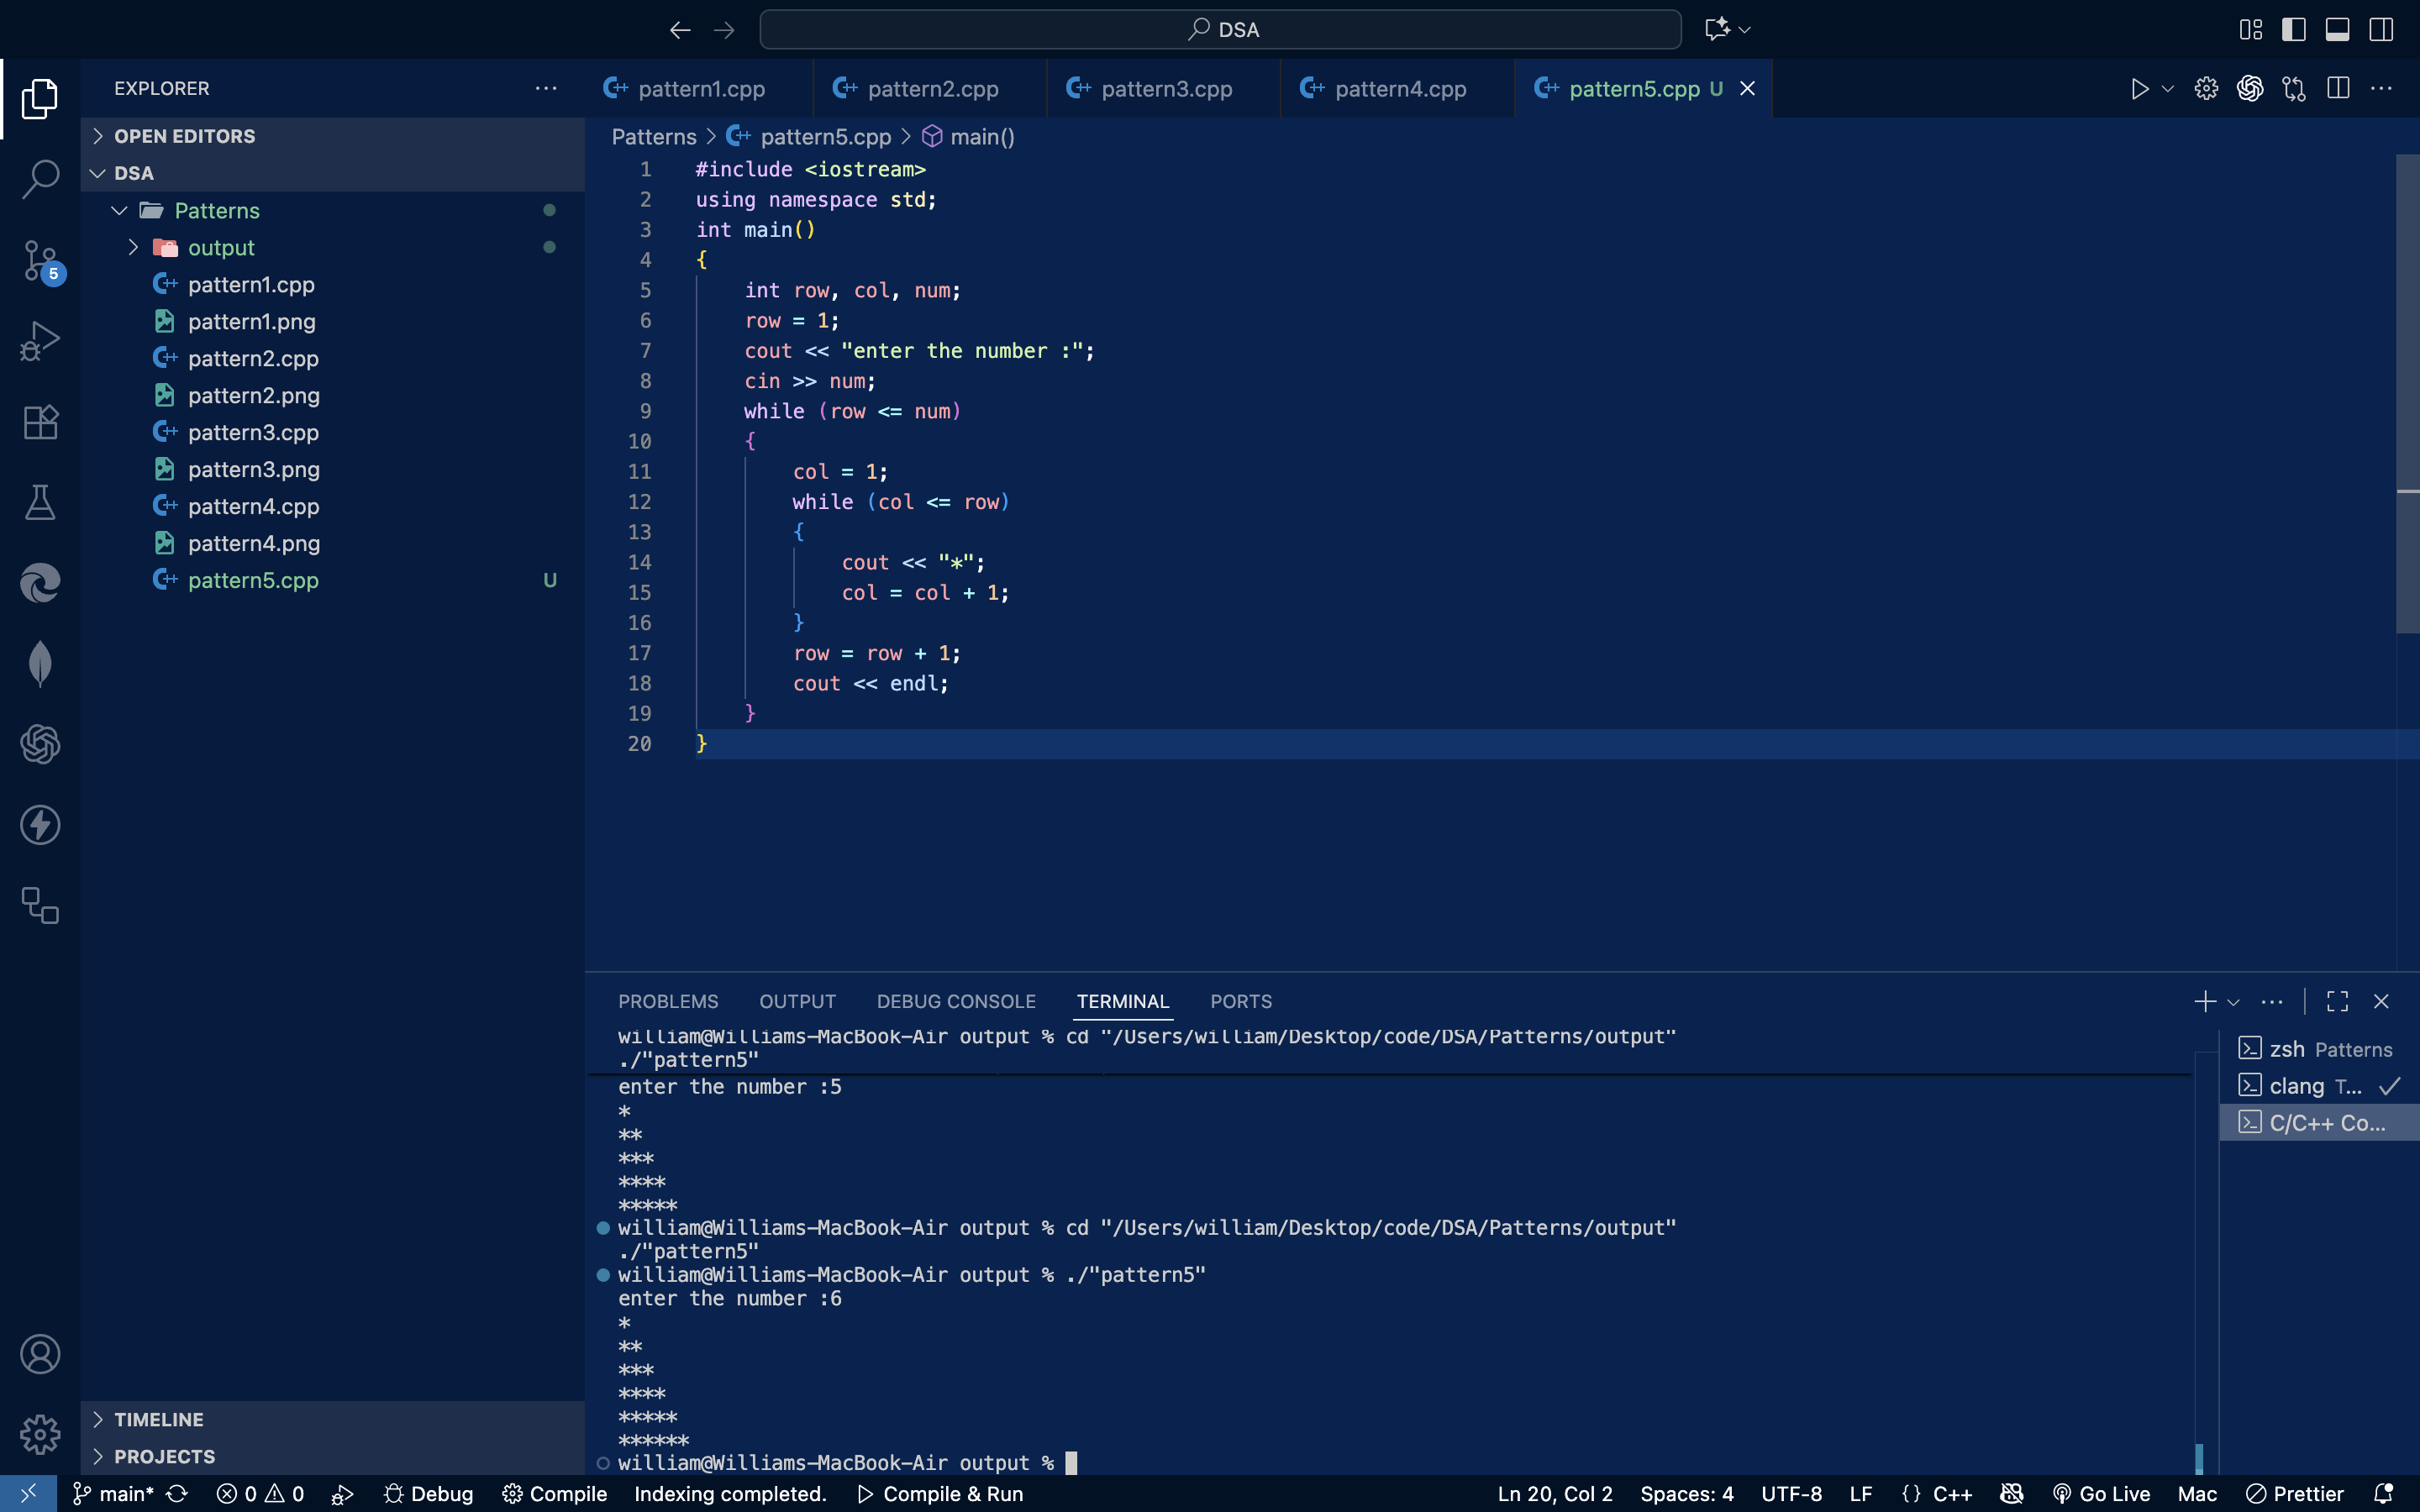 DSA
EXPLORER
pattern1.cpp
pattern2.cpp
pattern3.cpp
pattern4.cpp
pattern5.cpp U
OPEN EDITORS
DSA
Patterns
output
pattern1.cpp
pattern1.png
pattern2.cpp
pattern2.png
pattern3.cpp
pattern3.png
pattern4.cpp
pattern4.png
pattern5.cpp U
5
TIMELINE
PROJECTS
Patterns > pattern5.cpp > main()
1 #include <iostream>
2 using namespace std;
3 int main()
4 {
5 int row, col, num;
6 row = 1;
7 cout << "enter the number :";
8 cin >> num;
9 while (row <= num)
10 {
11 col = 1;
12 while (col <= row)
13 {
14 cout << "*";
15 col = col + 1;
16 }
17 row = row + 1;
18 cout << endl;
19 }
20 }
PROBLEMS OUTPUT DEBUG CONSOLE TERMINAL PORTS
william@Williams-MacBook-Air output % cd "/Users/william/Desktop/code/DSA/Patterns/output"
./"pattern5"
enter the number :5
*
**
***
****
*****
william@Williams-MacBook-Air output % cd "/Users/william/Desktop/code/DSA/Patterns/output"
./"pattern5"
william@Williams-MacBook-Air output % ./"pattern5"
enter the number :6
*
**
***
****
*****
******
william@Williams-MacBook-Air output %
zsh Patterns
clang T...
C/C++ Co...
main* 0 0 Debug Compile Indexing completed. Compile & Run Ln 20, Col 2 Spaces: 4 UTF-8 LF {} C++ Go Live Mac Prettier